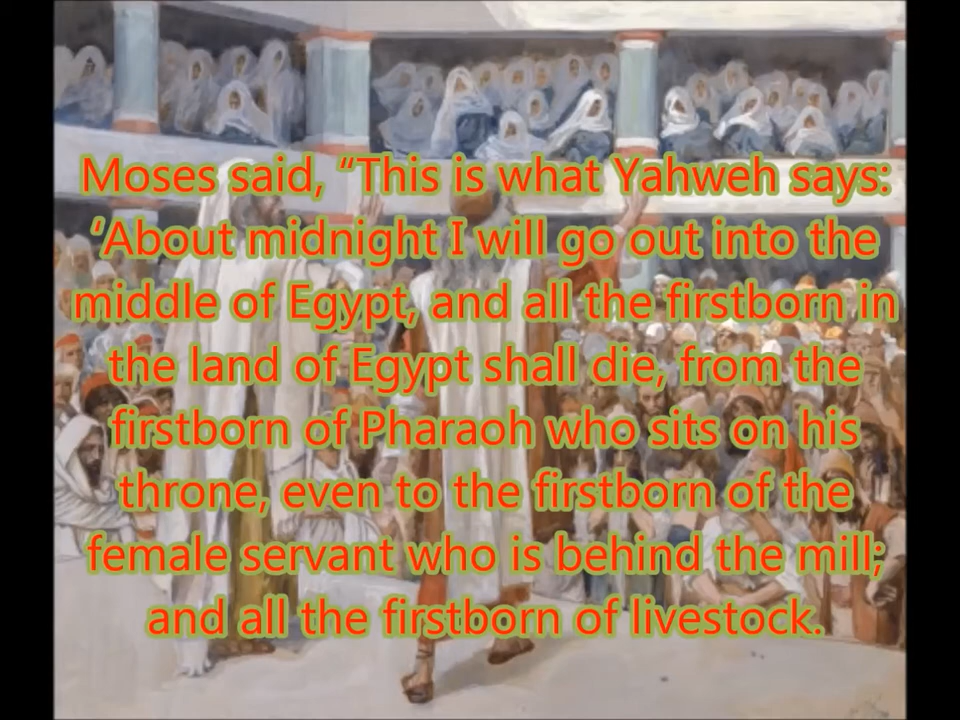 Moses said, “This is what Yahweh says:
‘About midnight I will go out into the
middle of Egypt, and all the firstborn in
the land of Egypt shall die, from the
firstborn of Pharaoh who sits on his
throne, even to the firstborn of the
female servant who is behind the mill;
and all the firstborn of livestock.